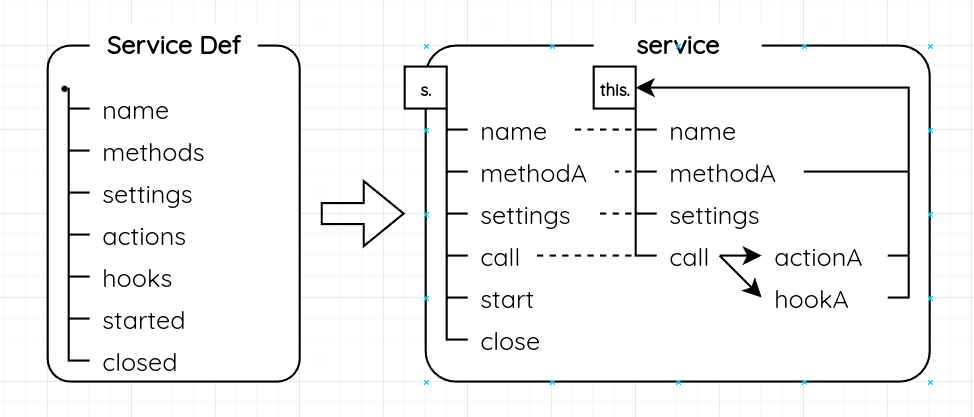 Service Def
name
methods
settings
actions
hooks
started
closed
service
s.
this.
name
name
methodA
methodA
settings
settings
call
call
actionA
start
hookA
close